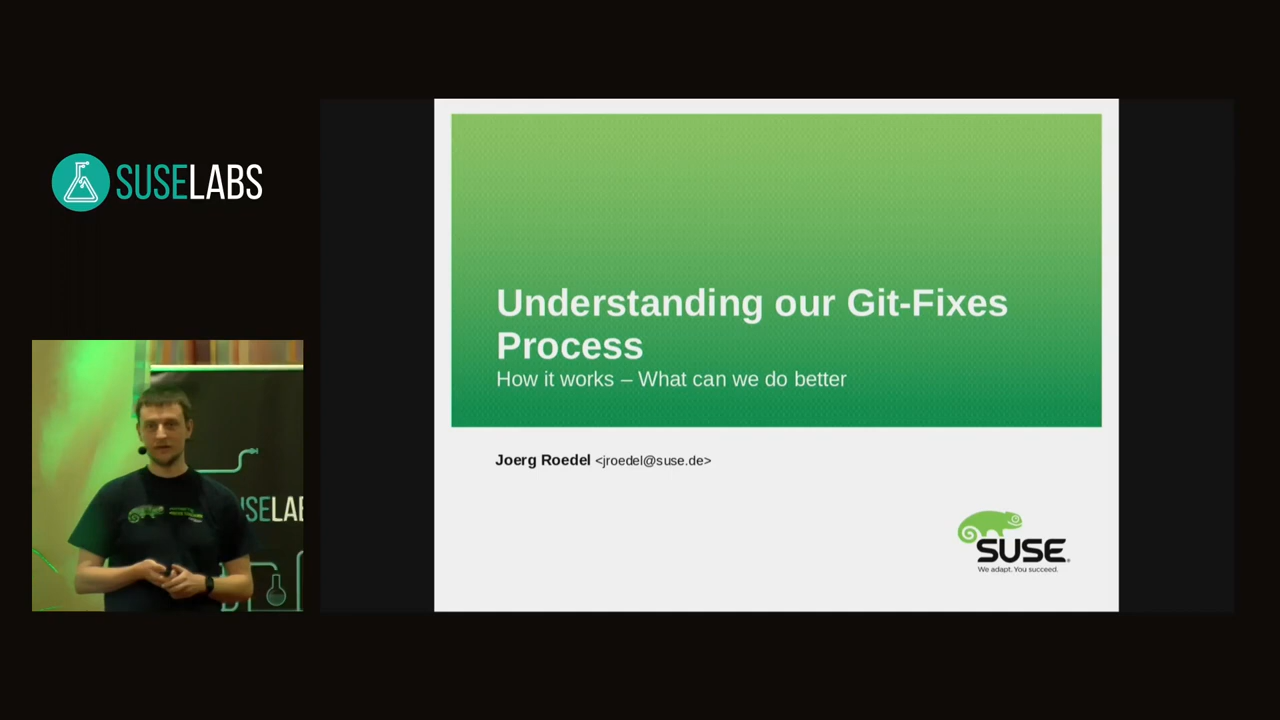 SUSELABS
Understanding our Git-Fixes
Process
How it works – What can we do better
Joerg Roedel <jroedel@suse.de>
SUSE
We adapt. You succeed.
USELAB